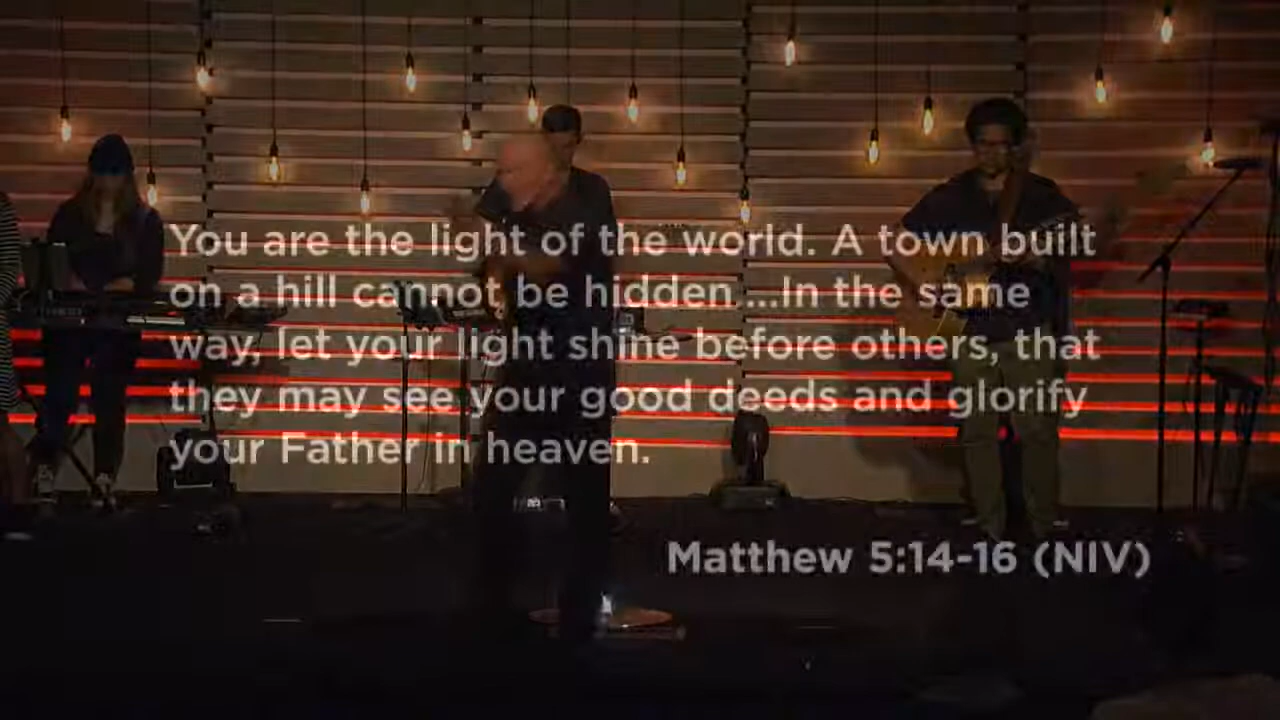 You are the light of the world. A town built
on a hill cannot be hidden ...In the same
way, let your light shine before others, that
they may see your good deeds and glorify
your Father in heaven.
Matthew 5:14-16 (NIV)